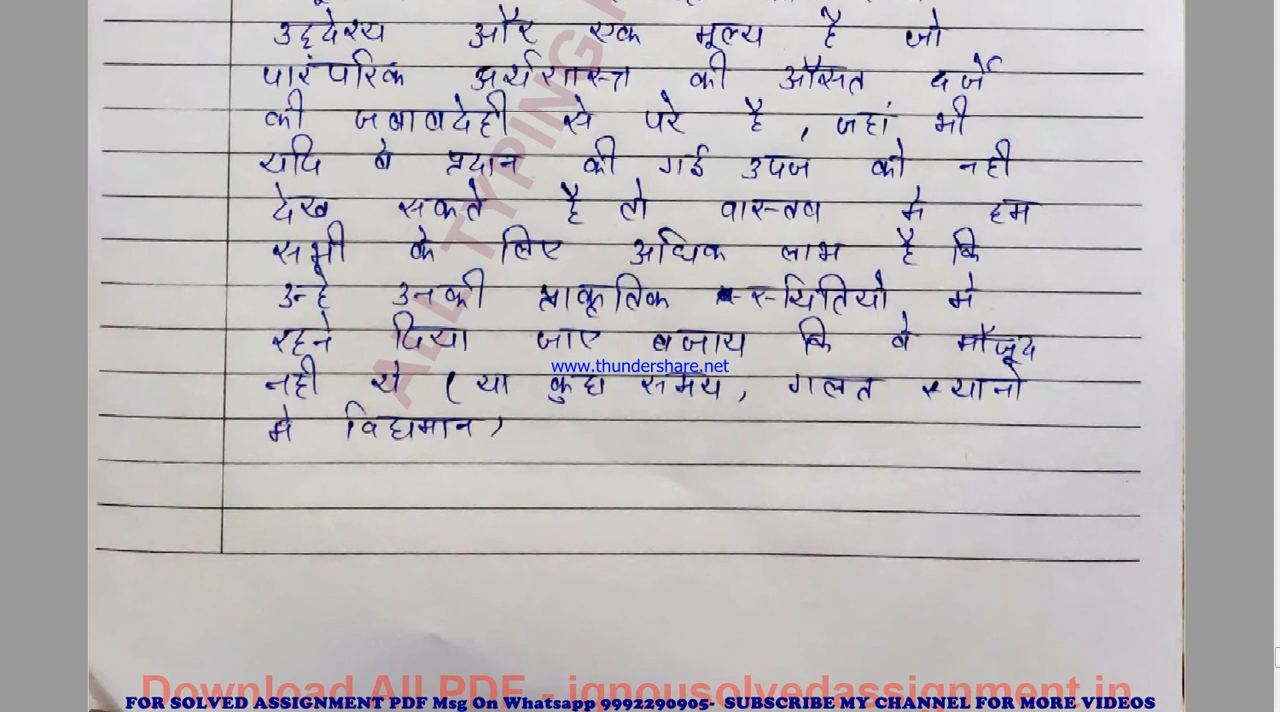 उद्देश्य और एक मूल्य है जो
पारंपरिक अर्थशास्त्र की औसत दर्जे
की जवाबदेही से परे है, जहां भी
यदि वे प्रदान की गई उपज को नही
देख सकते है तो वास्तव मे हम
सभी के लिए अधिक लाभ है कि
उन्हे उनकी प्राकृतिक स्थितियो मे
रहने दिया जाए बजाय कि वे मौजूद
www.thundershare.net
नही थे (या कुछ समय, गलत स्थानो
मे विद्यमान)
ALL TYPING
Download All PDF - ignousolvedassignment.in
FOR SOLVED ASSIGNMENT PDF Msg On Whatsapp 9992290905- SUBSCRIBE MY CHANNEL FOR MORE VIDEOS